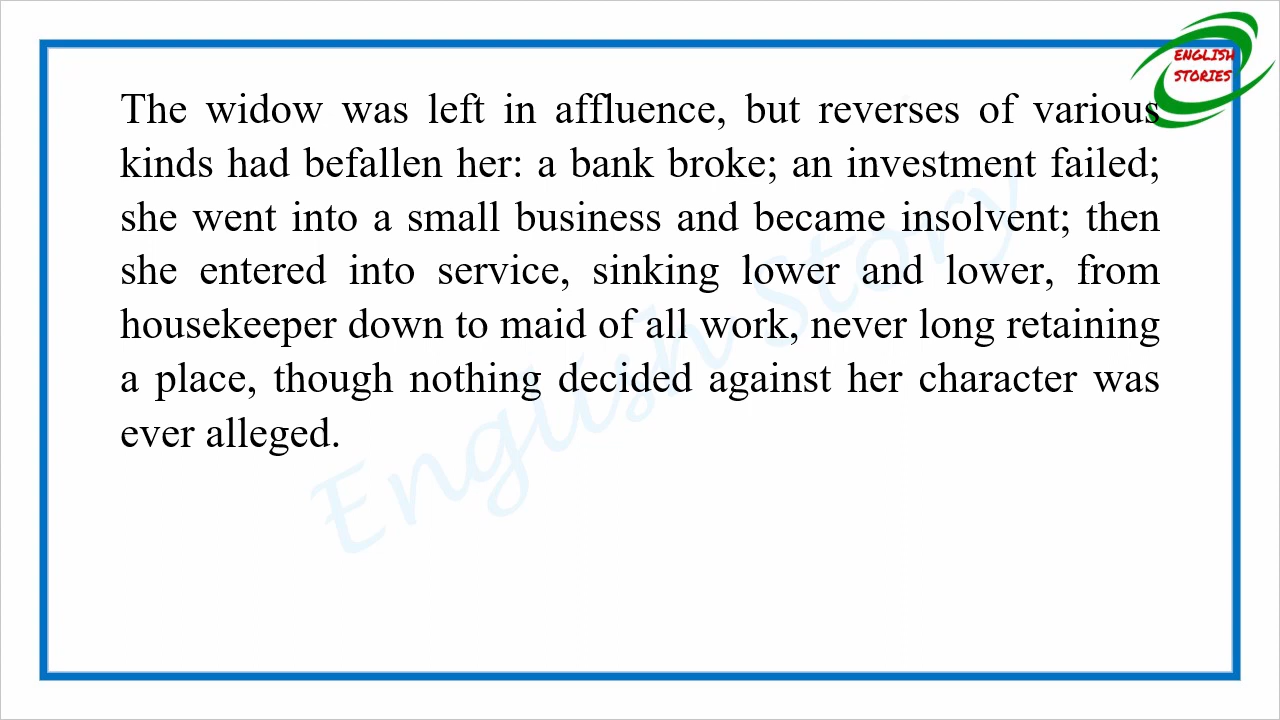 ENGLISH
STORIES
The widow was left in affluence, but reverses of various
kinds had befallen her: a bank broke; an investment failed;
she went into a small business and became insolvent; then
she entered into service, sinking lower and lower, from
housekeeper down to maid of all work, never long retaining
a place, though nothing decided against her character was
ever alleged.
English Story